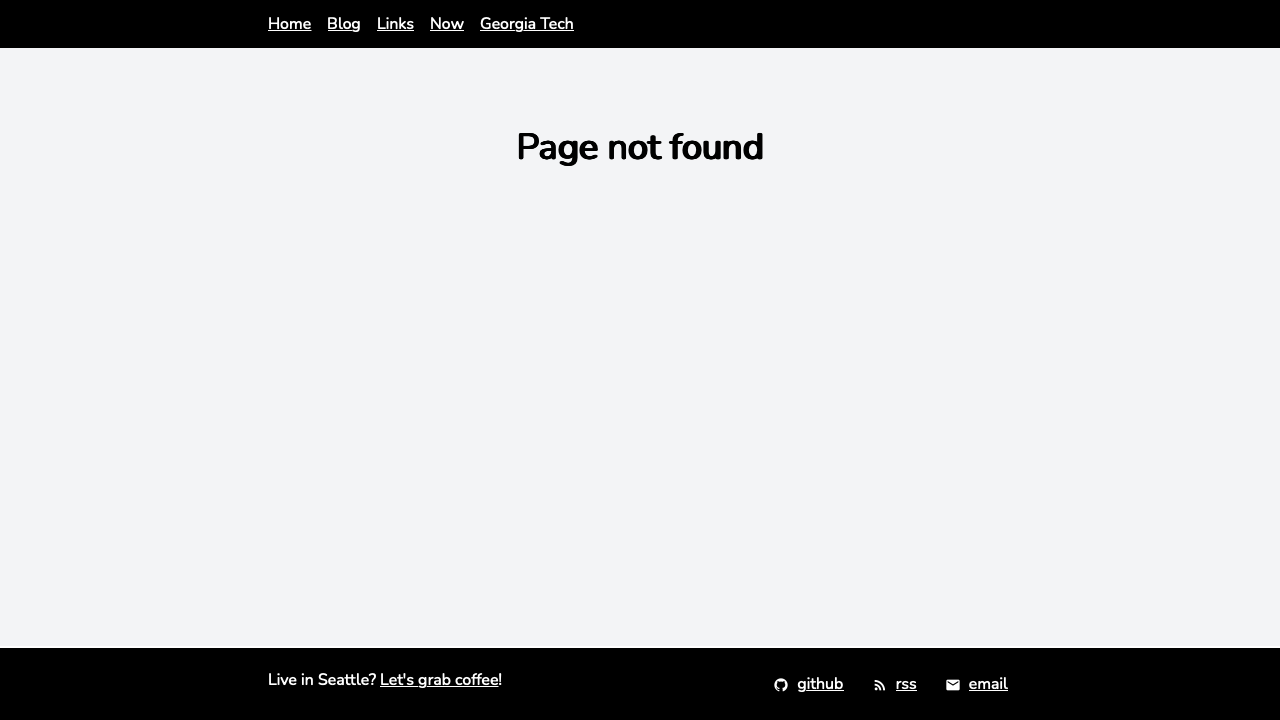 Home Blog Links Now Georgia Tech
Page not found
Live in Seattle? Let's grab coffee!
github rss email